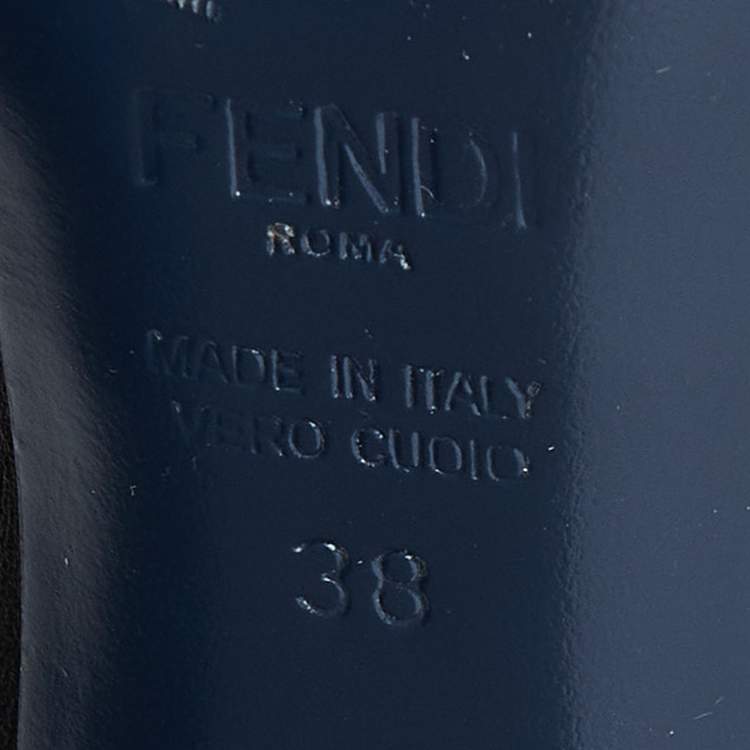 FENDI
ROMA
MADE IN ITALY
VERO CUOIO
38